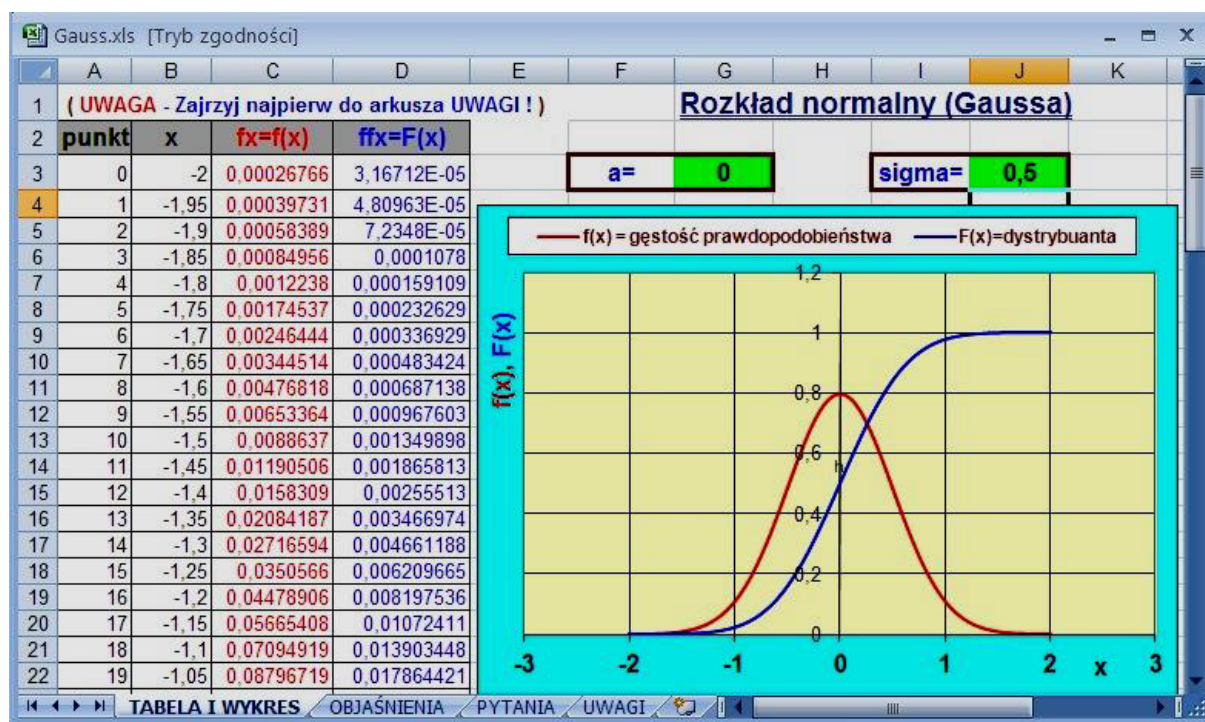 Gauss.xls [Tryb zgodności]
A B C D E F G H I J K
1 ( UWAGA - Zajrzyj najpierw do arkusza UWAGI ! ) Rozkład normalny (Gaussa)
2 punkt x fx=f(x) ffx=F(x)
3 0 -2 0,00026766 3,16712E-05 a= 0 sigma= 0,5
4 1 -1,95 0,00039731 4,80963E-05
5 2 -1,9 0,00058389 7,2348E-05
6 3 -1,85 0,00084956 0,0001078
7 4 -1,8 0,0012238 0,000159109
8 5 -1,75 0,00174537 0,000232629
9 6 -1,7 0,00246444 0,000336929
10 7 -1,65 0,00344514 0,000483424
11 8 -1,6 0,00476818 0,000687138
12 9 -1,55 0,00653364 0,000967603
13 10 -1,5 0,0088637 0,001349898
14 11 -1,45 0,01190506 0,001865813
15 12 -1,4 0,0158309 0,00255513
16 13 -1,35 0,02084187 0,003466974
17 14 -1,3 0,02716594 0,004661188
18 15 -1,25 0,0350566 0,006209665
19 16 -1,2 0,04478906 0,008197536
20 17 -1,15 0,05665408 0,01072411
21 18 -1,1 0,07094919 0,013903448
22 19 -1,05 0,08796719 0,017864421
f(x) = gęstość prawdopodobieństwa F(x)=dystrybuanta
f(x), F(x)
1,2
1
0,8
0,6
h
0,4
0,2
0
-3 -2 -1 0 1 2 x 3
TABELA I WYKRES OBJAŚNIENIA PYTANIA UWAGI